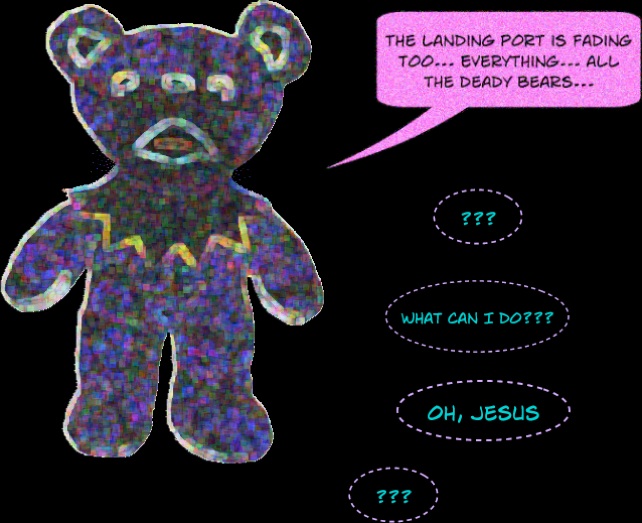 THE LANDING PORT IS FADING
TOO... EVERYTHING... ALL
THE DEADY BEARS...
???
WHAT CAN I DO???
OH, JESUS
???